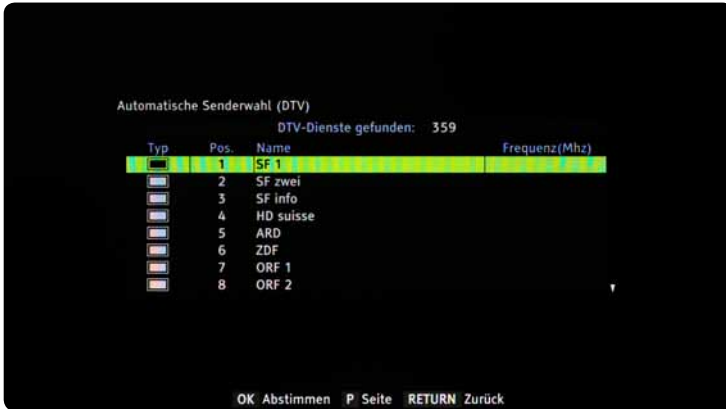 Automatische Senderwahl (DTV)
DTV-Dienste gefunden: 359
Typ Pos. Name Frequenz(Mhz)
1 SF 1
2 SF zwei
3 SF info
4 HD suisse
5 ARD
6 ZDF
7 ORF 1
8 ORF 2
OK Abstimmen P Seite RETURN Zurück